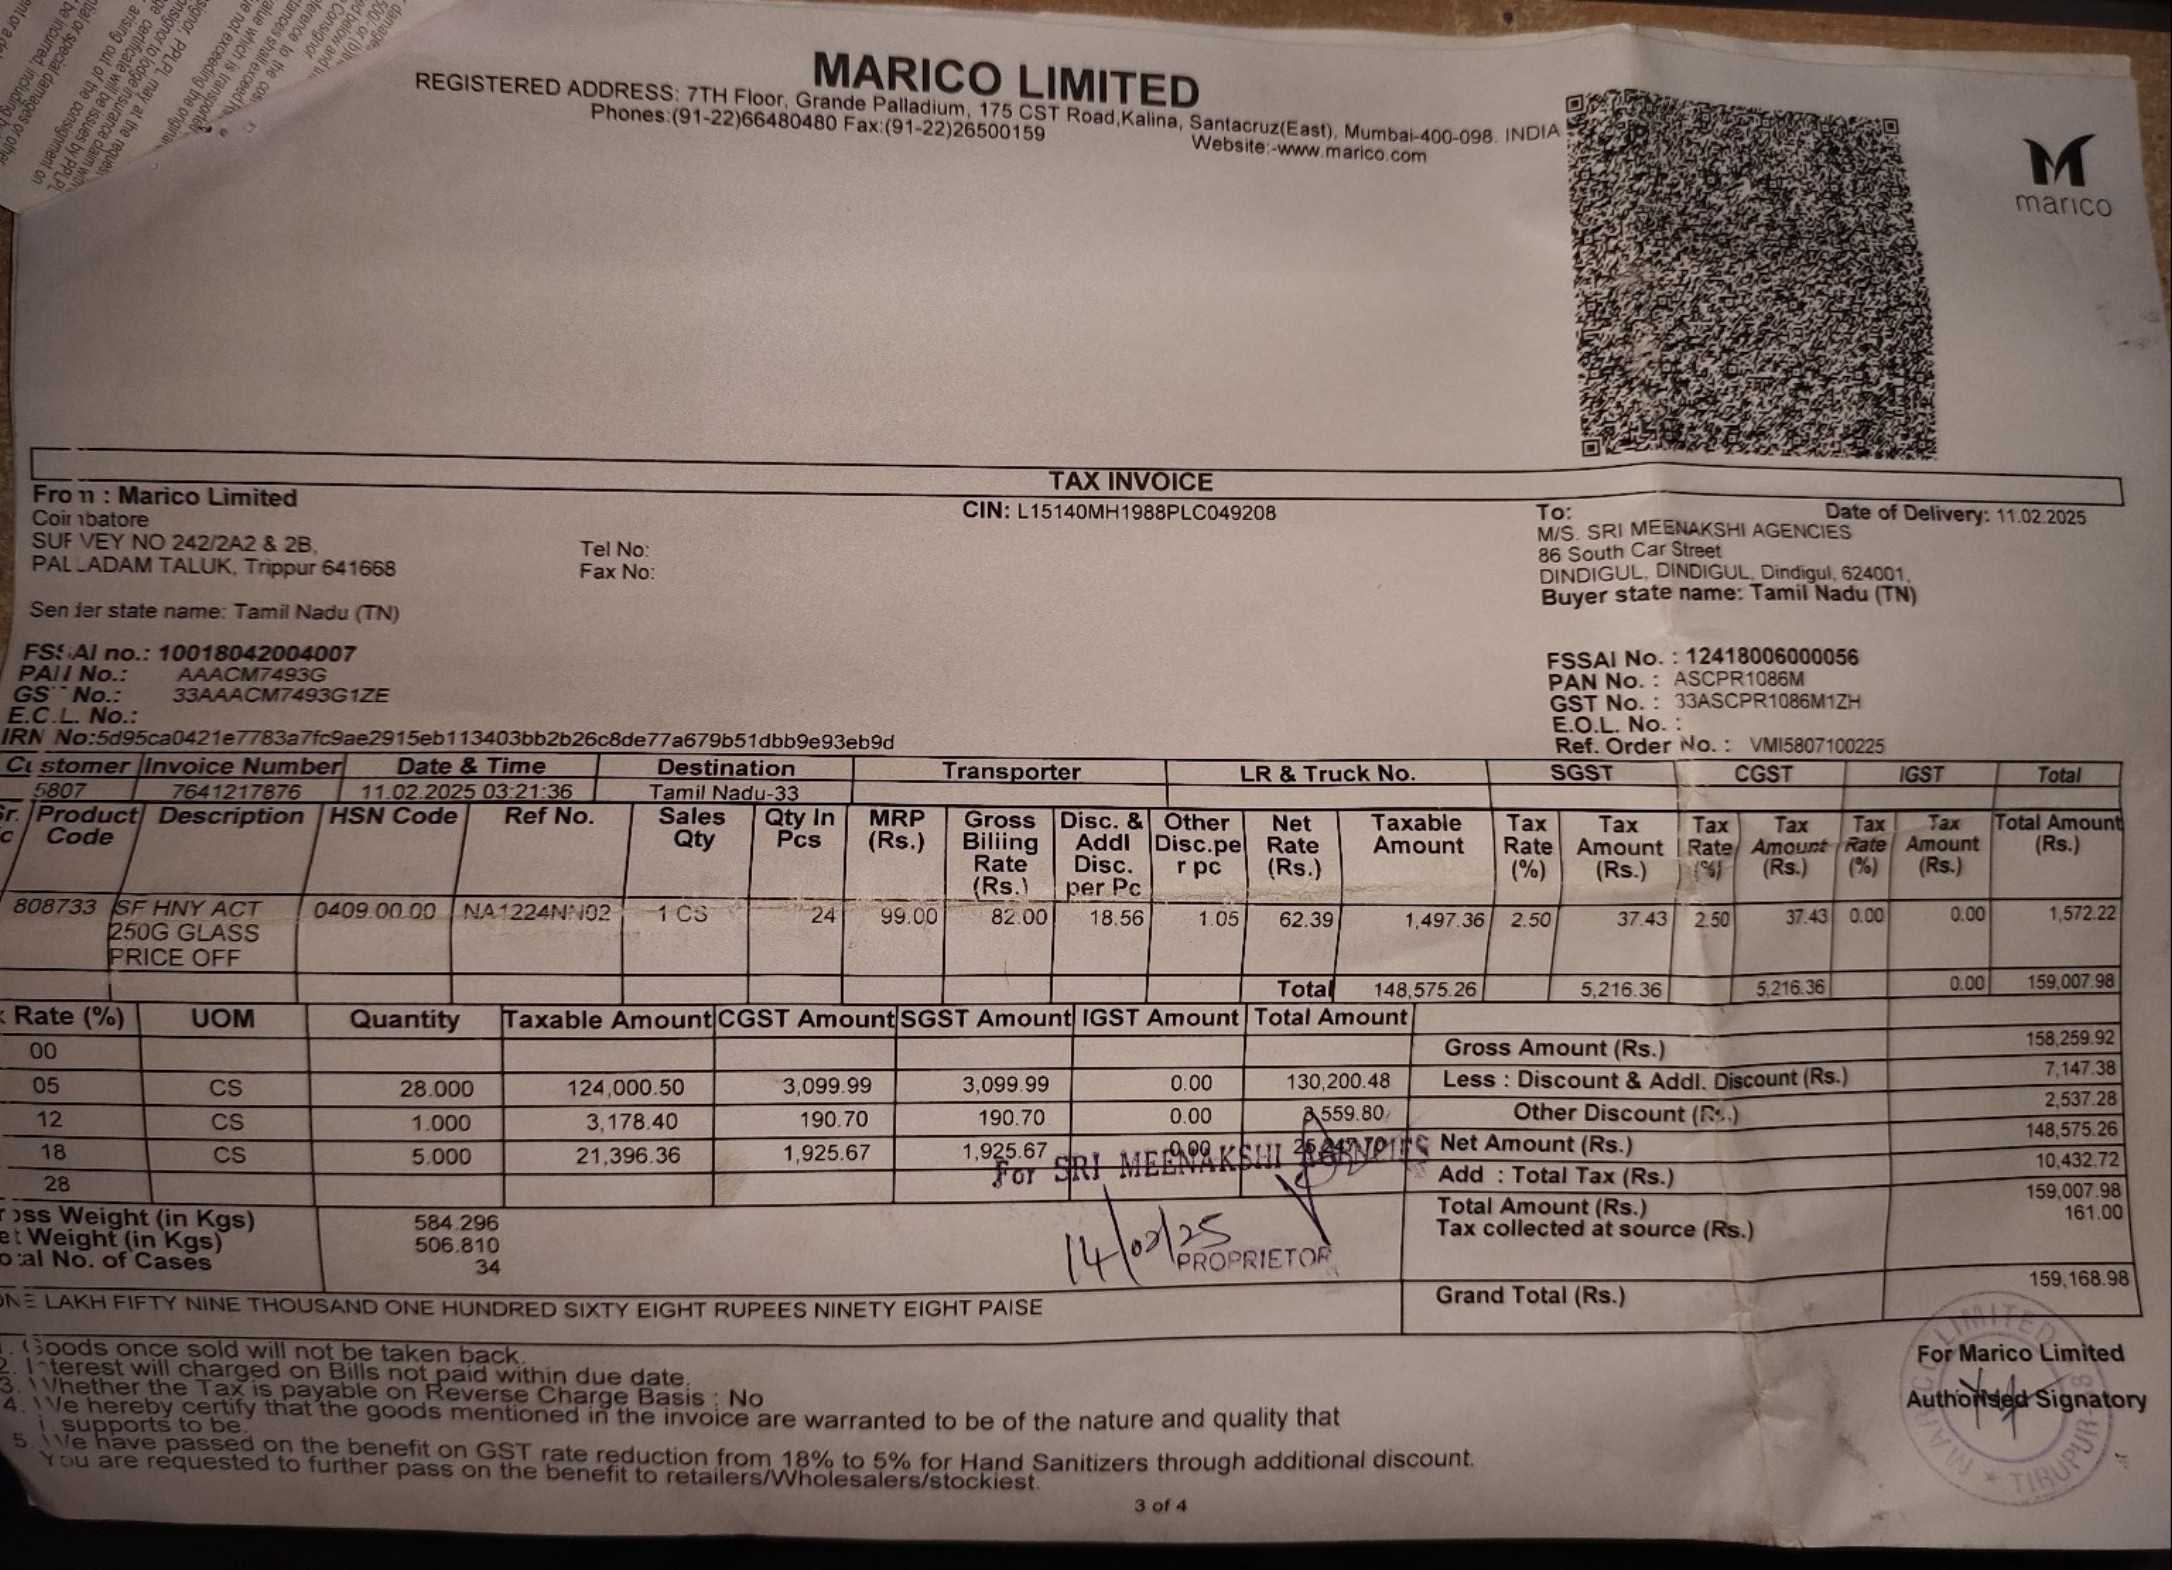 MARICO LIMITED
REGISTERED ADDRESS: 7TH Floor, Grande Palladium, 175 CST Road,Kalina, Santacruz(East), Mumbai-400-098. INDIA
Phones:(91-22)66480480 Fax:(91-22)26500159 Website:-www.marico.com
marico
TAX INVOICE
From : Marico Limited
Coimbatore
SURVEY NO 242/2A2 & 2B,
PALLADAM TALUK, Trippur 641668
Sender state name: Tamil Nadu (TN)
FSSAI no.: 10018042004007
PAN No.: AAACM7493G
GST No.: 33AAACM7493G1ZE
E.C.L. No.:
IRN No:5d95ca0421e7783a7fc9ae2915eb113403bb2b26c8de77a679b51dbb9e93eb9d
CIN: L15140MH1988PLC049208
Tel No:
Fax No:
To: Date of Delivery: 11.02.2025
M/S. SRI MEENAKSHI AGENCIES
86 South Car Street
DINDIGUL, DINDIGUL, Dindigul, 624001,
Buyer state name: Tamil Nadu (TN)
FSSAI No. : 12418006000056
PAN No. : ASCPR1086M
GST No. : 33ASCPR1086M1ZH
E.O.L. No. :
Ref. Order No. : VMI5807100225
Customer Invoice Number Date & Time Destination Transporter LR & Truck No. SGST CGST IGST Total
5807 7641217876 11.02.2025 03:21:36 Tamil Nadu-33
Sr. Product Code Description HSN Code Ref No. Sales Qty Qty In Pcs MRP (Rs.) Gross Biliing Rate (Rs.) Disc. & Addl Disc. per Pc Other Disc.pe r pc Net Rate (Rs.) Taxable Amount Tax Rate (%) Tax Amount (Rs.) Tax Rate (%) Tax Amount (Rs.) Tax Rate (%) Tax Amount (Rs.) Total Amount (Rs.)
808733 SF HNY ACT 0409.00.00 NA1224NN02 1 CS 24 99.00 82.00 18.56 1.05 62.39 1,497.36 2.50 37.43 2.50 37.43 0.00 0.00 1,572.22
250G GLASS
PRICE OFF
Total 148,575.26 5,216.36 5,216.36 0.00 159,007.98
Rate (%) UOM Quantity Taxable Amount CGST Amount SGST Amount IGST Amount Total Amount
00
05 CS 28.000 124,000.50 3,099.99 3,099.99 0.00 130,200.48
12 CS 1.000 3,178.40 190.70 190.70 0.00 3,559.80
18 CS 5.000 21,396.36 1,925.67 1,925.67 0.00
28
Gross Amount (Rs.) 158,259.92
Less : Discount & Addl. Discount (Rs.) 7,147.38
Other Discount (Rs.) 2,537.28
Net Amount (Rs.) 148,575.26
Add : Total Tax (Rs.) 10,432.72
Total Amount (Rs.) 159,007.98
Tax collected at source (Rs.) 161.00
Grand Total (Rs.) 159,168.98
For SRI MEENAKSHI AGENCIES
14/02/25
PROPRIETOR
Gross Weight (in Kgs) 584.296
Net Weight (in Kgs) 506.810
Total No. of Cases 34
ONE LAKH FIFTY NINE THOUSAND ONE HUNDRED SIXTY EIGHT RUPEES NINETY EIGHT PAISE
1. Goods once sold will not be taken back.
2. Interest will charged on Bills not paid within due date.
3. Whether the Tax is payable on Reverse Charge Basis : No
4. We hereby certify that the goods mentioned in the invoice are warranted to be of the nature and quality that
supports to be.
5. We have passed on the benefit on GST rate reduction from 18% to 5% for Hand Sanitizers through additional discount.
You are requested to further pass on the benefit to retailers/Wholesalers/stockiest.
For Marico Limited
Authorised Signatory
MARICO LIMITED
TIRUPUR
3 of 4